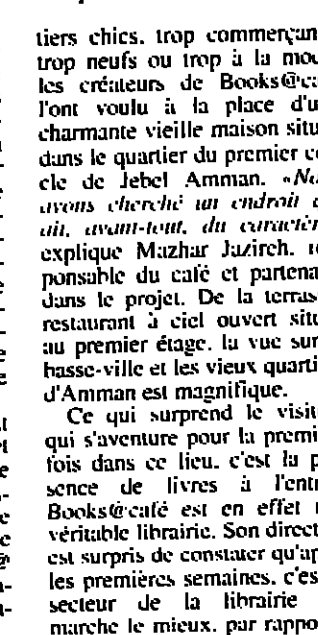 tiers chics, trop commerçan
trop neufs ou trop à la mod
les créateurs de Books@ca
l'ont voulu à la place d'u
charmante vieille maison situ
dans le quartier du premier ce
cle de Jebel Amman. «No
avons cherché un endroit q
ait, avant-tout, du caractèr
explique Mazhar Jazireh, re
ponsable du café et partena
dans le projet. De la terras
restaurant à ciel ouvert situ
au premier étage, la vue sur
basse-ville et les vieux quarti
d'Amman est magnifique.
Ce qui surprend le visit
qui s'aventure pour la premiè
fois dans ce lieu, c'est la p
sence de livres à l'entr
Books@café est en effet u
véritable librairie. Son direct
est surpris de constater qu'ap
les premières semaines, c'es
secteur de la librairie
marche le mieux, par rappo